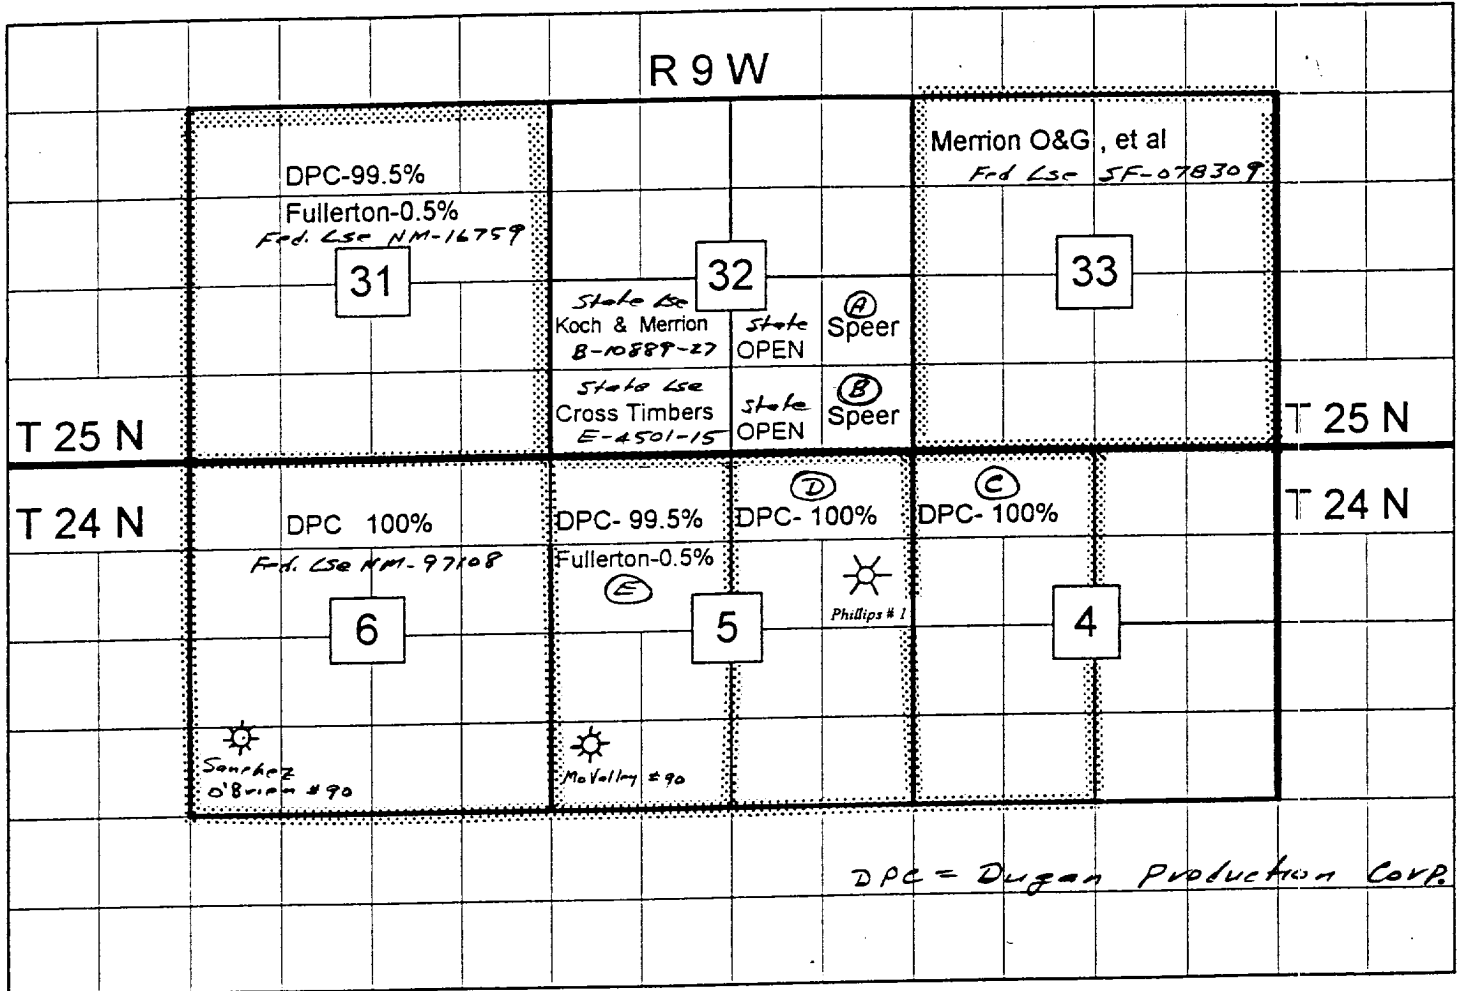 R 9 W
DPC-99.5%
Fullerton-0.5%
Fed. Lse NM-16759
31
32
State Lse
Koch & Merrion
B-10889-27
State
OPEN
A
Speer
State Lse
Cross Timbers
E-4501-15
State
OPEN
B
Speer
Merrion O&G , et al
Fed Lse SF-078309
33
T 25 N
T 25 N
T 24 N
T 24 N
DPC 100%
Fed. Lse NM-97108
6
Sanchez
O'Brien #90
DPC- 99.5%
Fullerton-0.5%
E
5
MoValley #90
D
DPC- 100%
Phillips # 1
C
DPC- 100%
4
DPC = Dugan Production Corp.